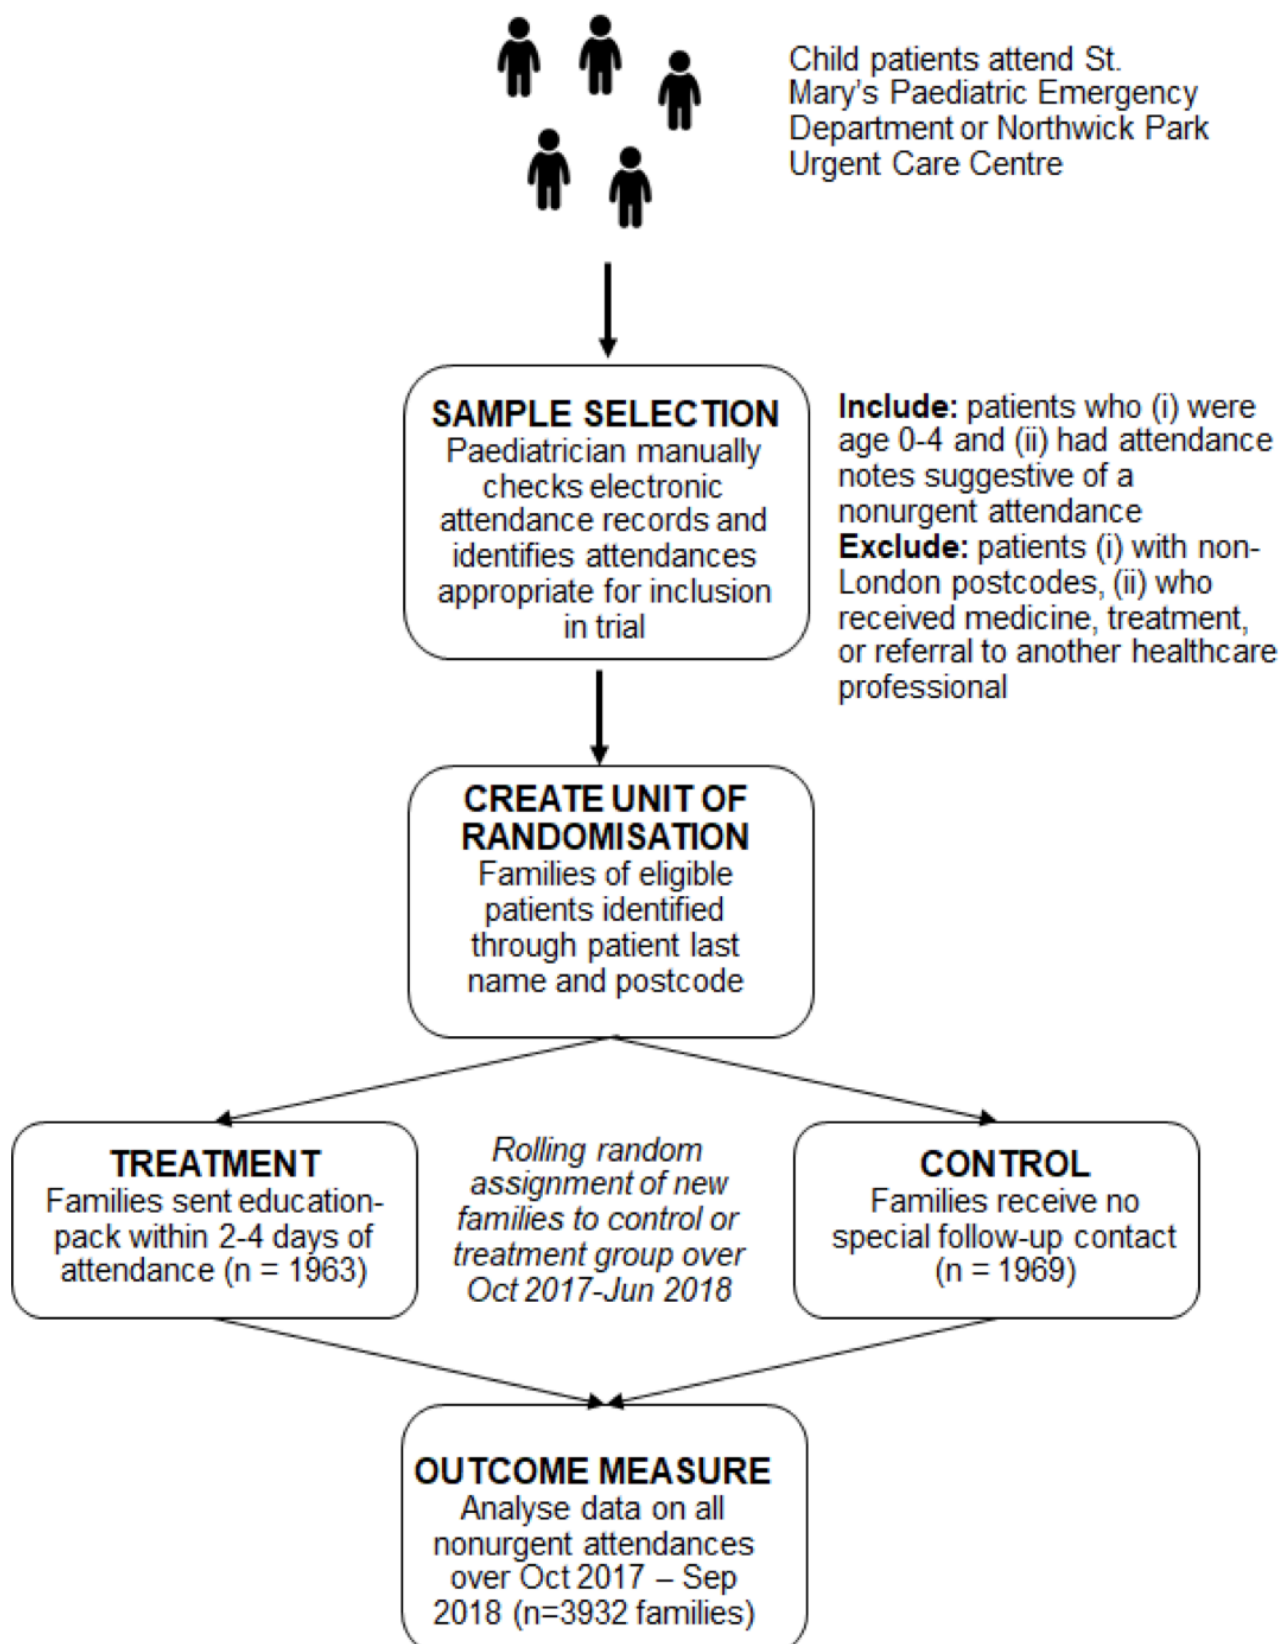 Child patients attend St.
Mary's Paediatric Emergency
Department or Northwick Park
Urgent Care Centre
SAMPLE SELECTION
Paediatrician manually
checks electronic
attendance records and
identifies attendances
appropriate for inclusion
in trial
Include: patients who (i) were
age 0-4 and (ii) had attendance
notes suggestive of a
nonurgent attendance
Exclude: patients (i) with non-
London postcodes, (ii) who
received medicine, treatment,
or referral to another healthcare
professional
CREATE UNIT OF
RANDOMISATION
Families of eligible
patients identified
through patient last
name and postcode
TREATMENT
Families sent education-
pack within 2-4 days of
attendance (n = 1963)
Rolling random
assignment of new
families to control or
treatment group over
Oct 2017-Jun 2018
CONTROL
Families receive no
special follow-up contact
(n = 1969)
OUTCOME MEASURE
Analyse data on all
nonurgent attendances
over Oct 2017 – Sep
2018 (n=3932 families)